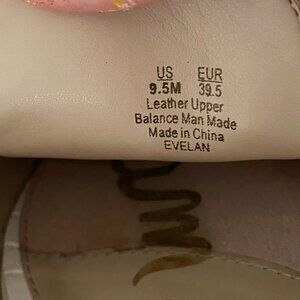 US EUR
9.5M 39.5
Leather Upper
Balance Man Made
Made in China
EVELAN